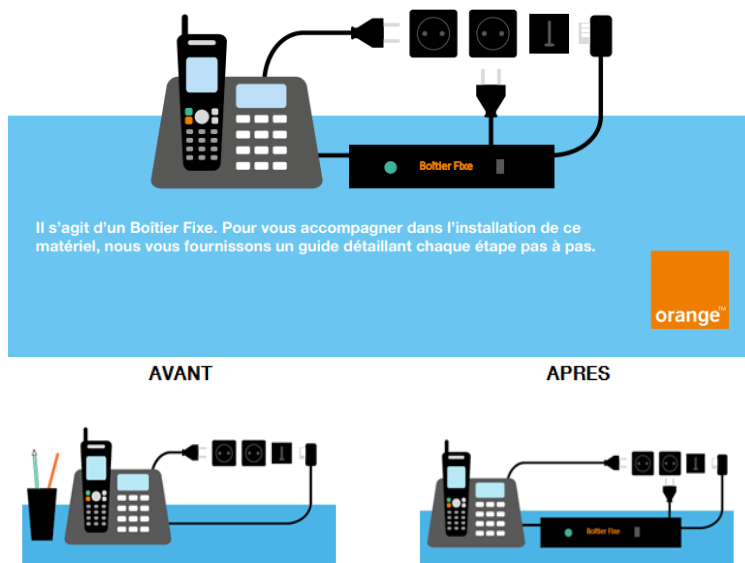 Boîtier Fixe
Il s'agit d'un Boîtier Fixe. Pour vous accompagner dans l'installation de ce
matériel, nous vous fournissons un guide détaillant chaque étape pas à pas.
orange™
AVANT
APRES
Boîtier Fixe